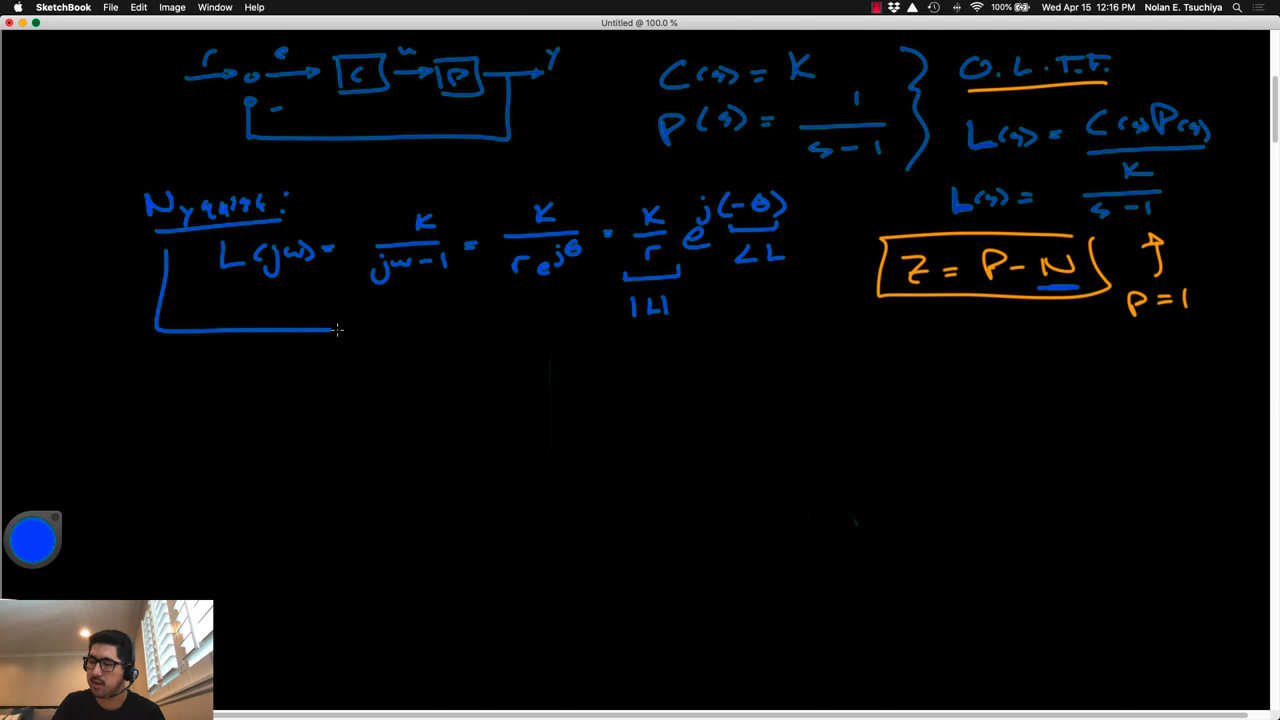 SketchBook File Edit Image Window Help 100% Wed Apr 15 12:16 PM Nolan E. Tsuchiya
Untitled @ 100.0 %
r e C u P y
-
C(s) = K
P(s) = 1 / s - 1
O.L.T.F.
L(s) = C(s)P(s)
L(s) = K / s - 1
Nyquist:
L(jω) = K / jω - 1 = K / r e^jθ = K / r e^j(-θ)
|L| ∠L
Z = P - N
P = 1